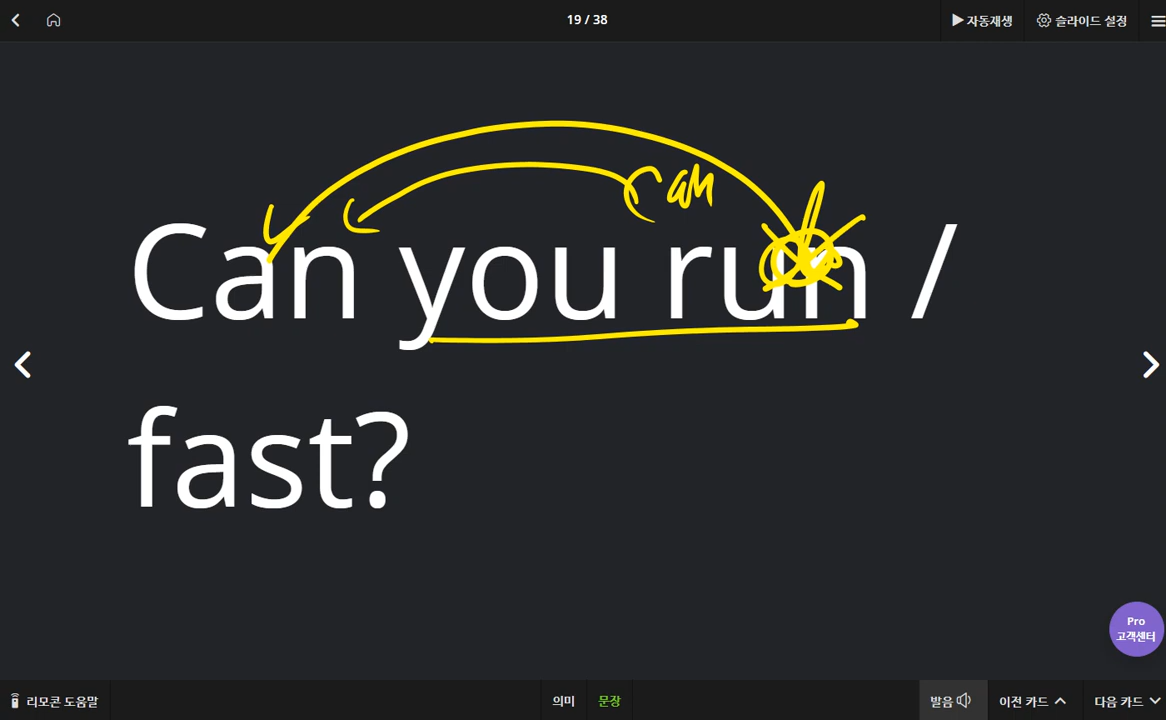 19 / 38
자동재생
슬라이드 설정
can
Can you run /
fast?
Pro
고객센터
리모콘 도움말
의미
문장
발음
이전 카드
다음 카드